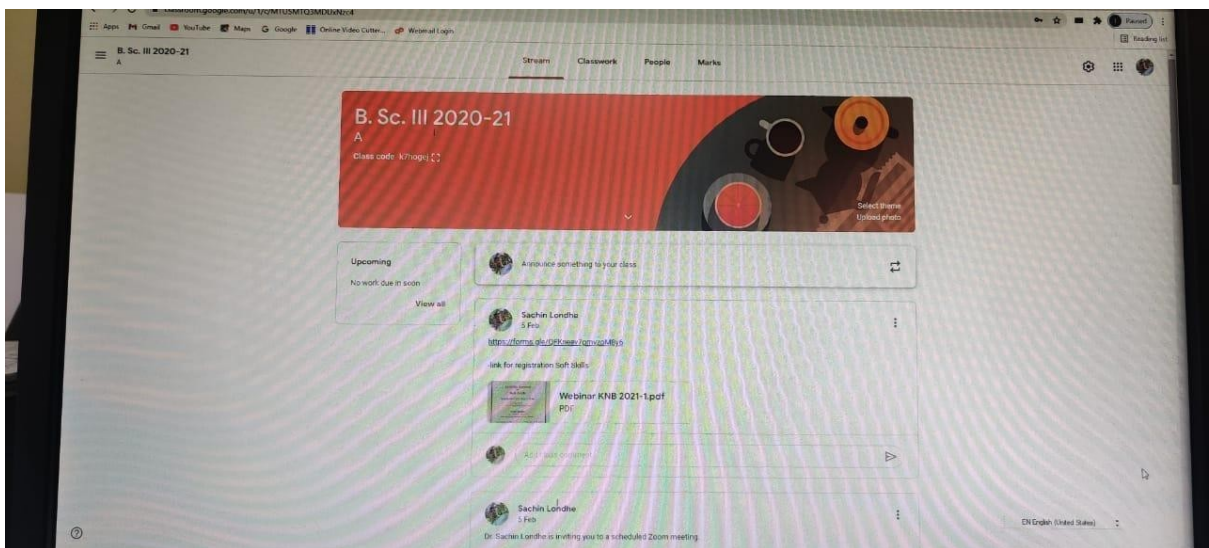 Apps Gmail YouTube Maps Google Online Video Cutter... Webmail Login
Paused
Reading list
B. Sc. III 2020-21
A
Stream Classwork People Marks
B. Sc. III 2020-21
A
Class code
Select theme
Upload photo
Upcoming
No work due in soon
View all
Announce something to your class
Sachin Londhe
5 Feb
link for registration Soft Skills
Webinar KNB 2021-1.pdf
PDF
Sachin Londhe
5 Feb
Dr. Sachin Londhe is inviting you to a scheduled Zoom meeting.
EN English (United States)